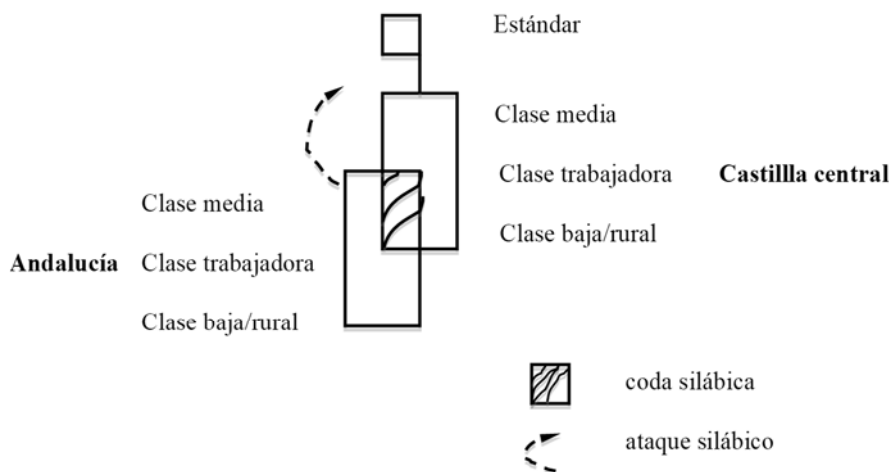 Estándar
Clase media
Clase trabajadora Castillla central
Clase media
Clase baja/rural
Andalucía Clase trabajadora
Clase baja/rural
coda silábica
ataque silábico